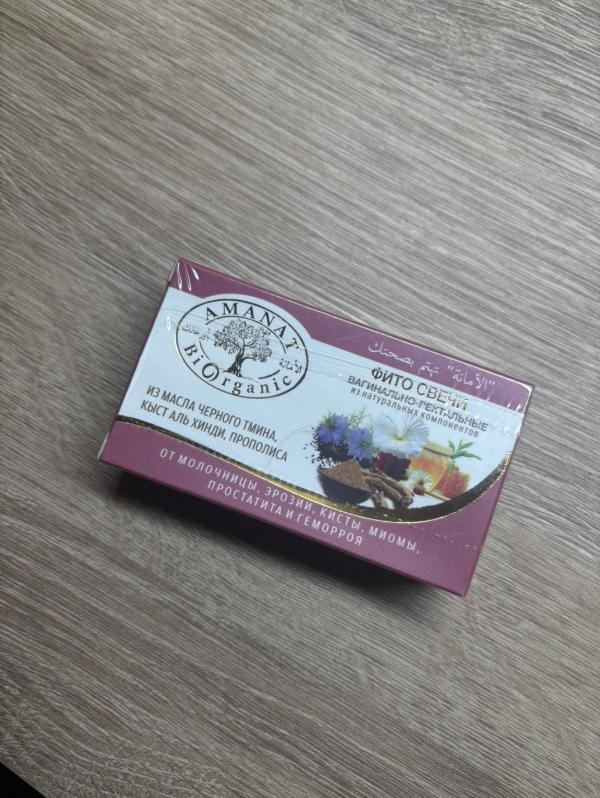 AMANAT
BiOrganic
الأمانة
"الأمانة" تهتم بصحتك
ФИТО СВЕЧИ
ВАГИНАЛЬНО-РЕКТАЛЬНЫЕ
из натуральных компонентов
ИЗ МАСЛА ЧЕРНОГО ТМИНА,
КЫСТ АЛЬ ХИНДИ, ПРОПОЛИСА
ОТ МОЛОЧНИЦЫ, ЭРОЗИИ, КИСТЫ, МИОМЫ,
ПРОСТАТИТА И ГЕМОРРОЯ